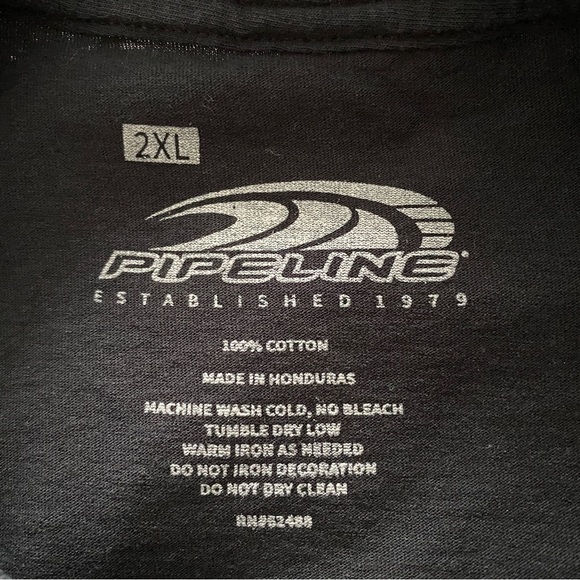 2XL
PIPELINE
ESTABLISHED 1979
100% COTTON
MADE IN HONDURAS
MACHINE WASH COLD, NO BLEACH
TUMBLE DRY LOW
WARM IRON AS NEEDED
DO NOT IRON DECORATION
DO NOT DRY CLEAN
RN#52488